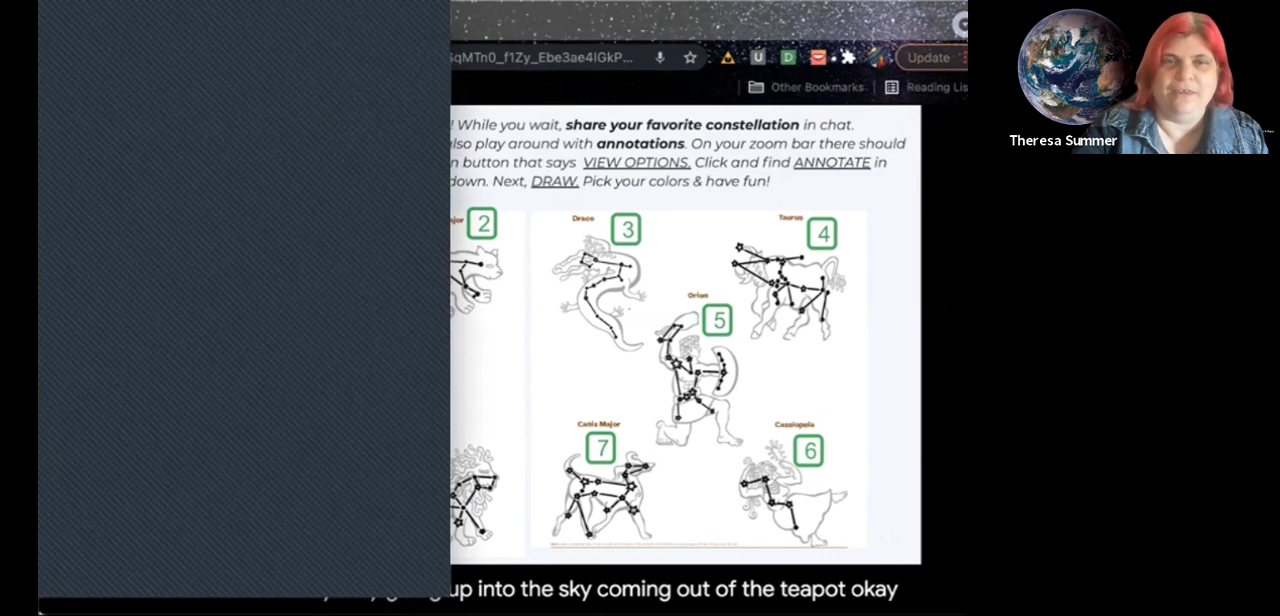 Update
Other Bookmarks
Reading Lis
! While you wait, share your favorite constellation in chat.
lso play around with annotations. On your zoom bar there should
n button that says VIEW OPTIONS. Click and find ANNOTATE in
down. Next, DRAW. Pick your colors & have fun!
jor 2
Draco 3
Taurus 4
Orion 5
Canis Major 7
Cassiopeia 6
up into the sky coming out of the teapot okay
Theresa Summer